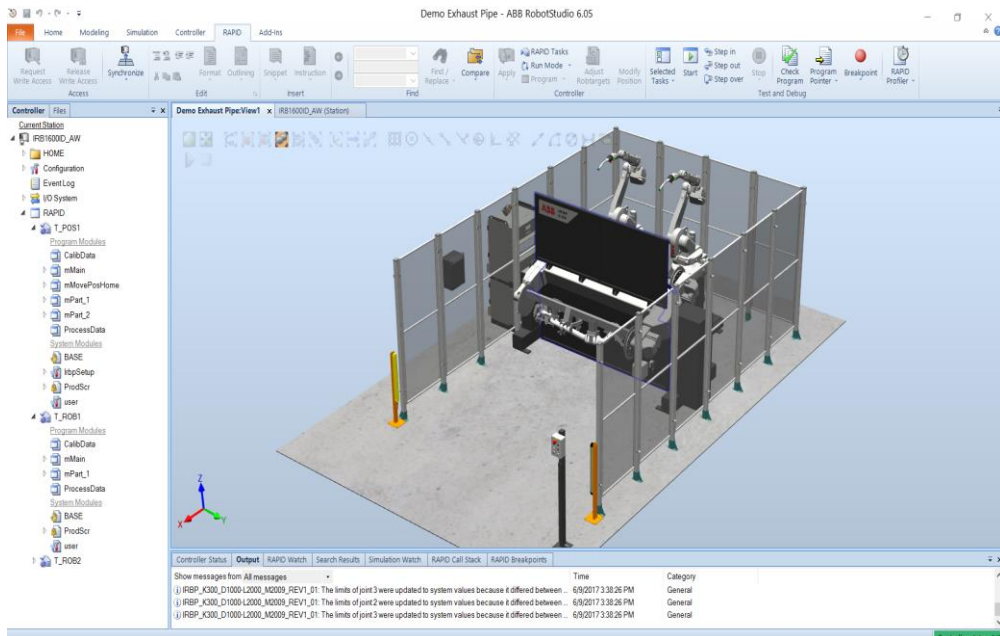 Demo Exhaust Pipe - ABB RobotStudio 6.05
File Home Modeling Simulation Controller RAPID Add-Ins
Request Write Access
Release Write Access
Synchronize
Format
Outlining
Snippet
Instruction
Find / Replace
Compare
Apply
RAPID Tasks
Run Mode
Program
Adjust Robtargets
Modify Position
Selected Tasks
Start
Step in
Step out
Step over
Stop
Check Program
Program Pointer
Breakpoint
RAPID Profiler
Access Edit Insert Find Controller Test and Debug
Controller Files
Demo Exhaust Pipe:View1 x IRB1600ID_AW (Station)
Current Station
IRB1600ID_AW
HOME
Configuration
Event Log
I/O System
RAPID
T_POS1
Program Modules
CalibData
mMain
mMovePosHome
mPart_1
mPart_2
ProcessData
System Modules
BASE
IrbpSetup
ProdScr
user
T_ROB1
Program Modules
CalibData
mMain
mPart_1
ProcessData
System Modules
BASE
ProdScr
user
T_ROB2
ABB
Z
X
Y
Controller Status Output RAPID Watch Search Results Simulation Watch RAPID Call Stack RAPID Breakpoints
Show messages from All messages Time Category
IRBP_K300_D1000-L2000_M2009_REV1_01: The limits of joint 3 were updated to system values because it differed between ... 6/9/2017 3:38:26 PM General
IRBP_K300_D1000-L2000_M2009_REV1_01: The limits of joint 2 were updated to system values because it differed between ... 6/9/2017 3:38:26 PM General
IRBP_K300_D1000-L2000_M2009_REV1_01: The limits of joint 3 were updated to system values because it differed between ... 6/9/2017 3:38:26 PM General